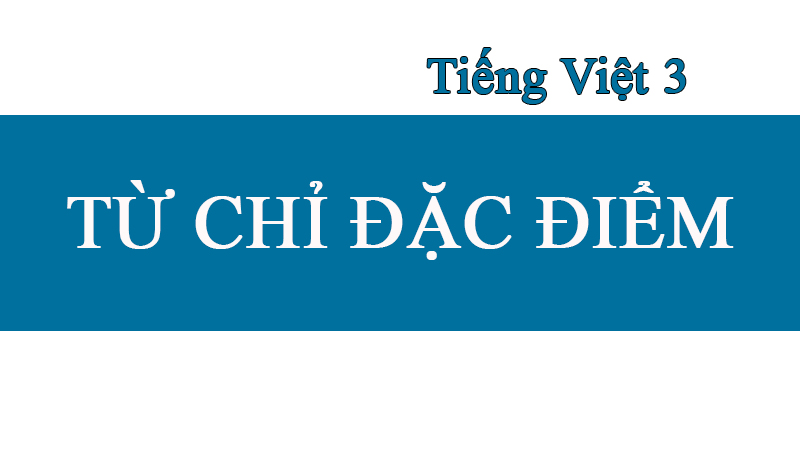 Tiếng Việt 3
TỪ CHỈ ĐẶC ĐIỂM